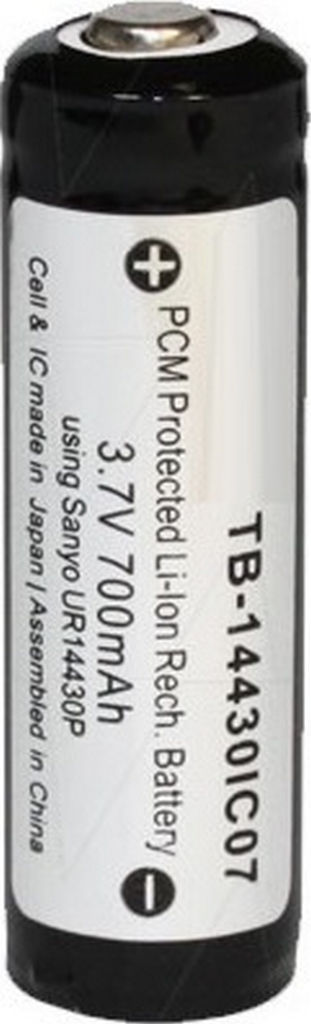 TB-14430IC07
+ PCM Protected Li-Ion Rech. Battery -
3.7V 700mAh
using Sanyo UR14430P
Cell & IC made in Japan / Assembled in China